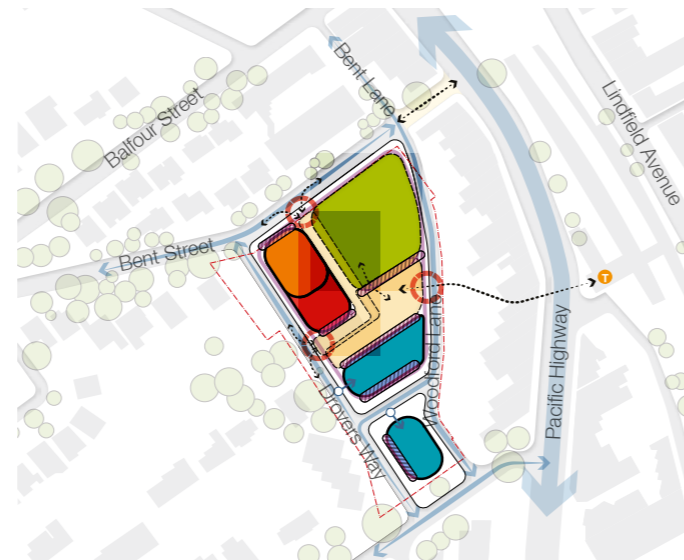 Bent Lane
Balfour Street
Lindfield Avenue
Bent Street
T
Woodford Lane
Pacific Highway
Drovers Way